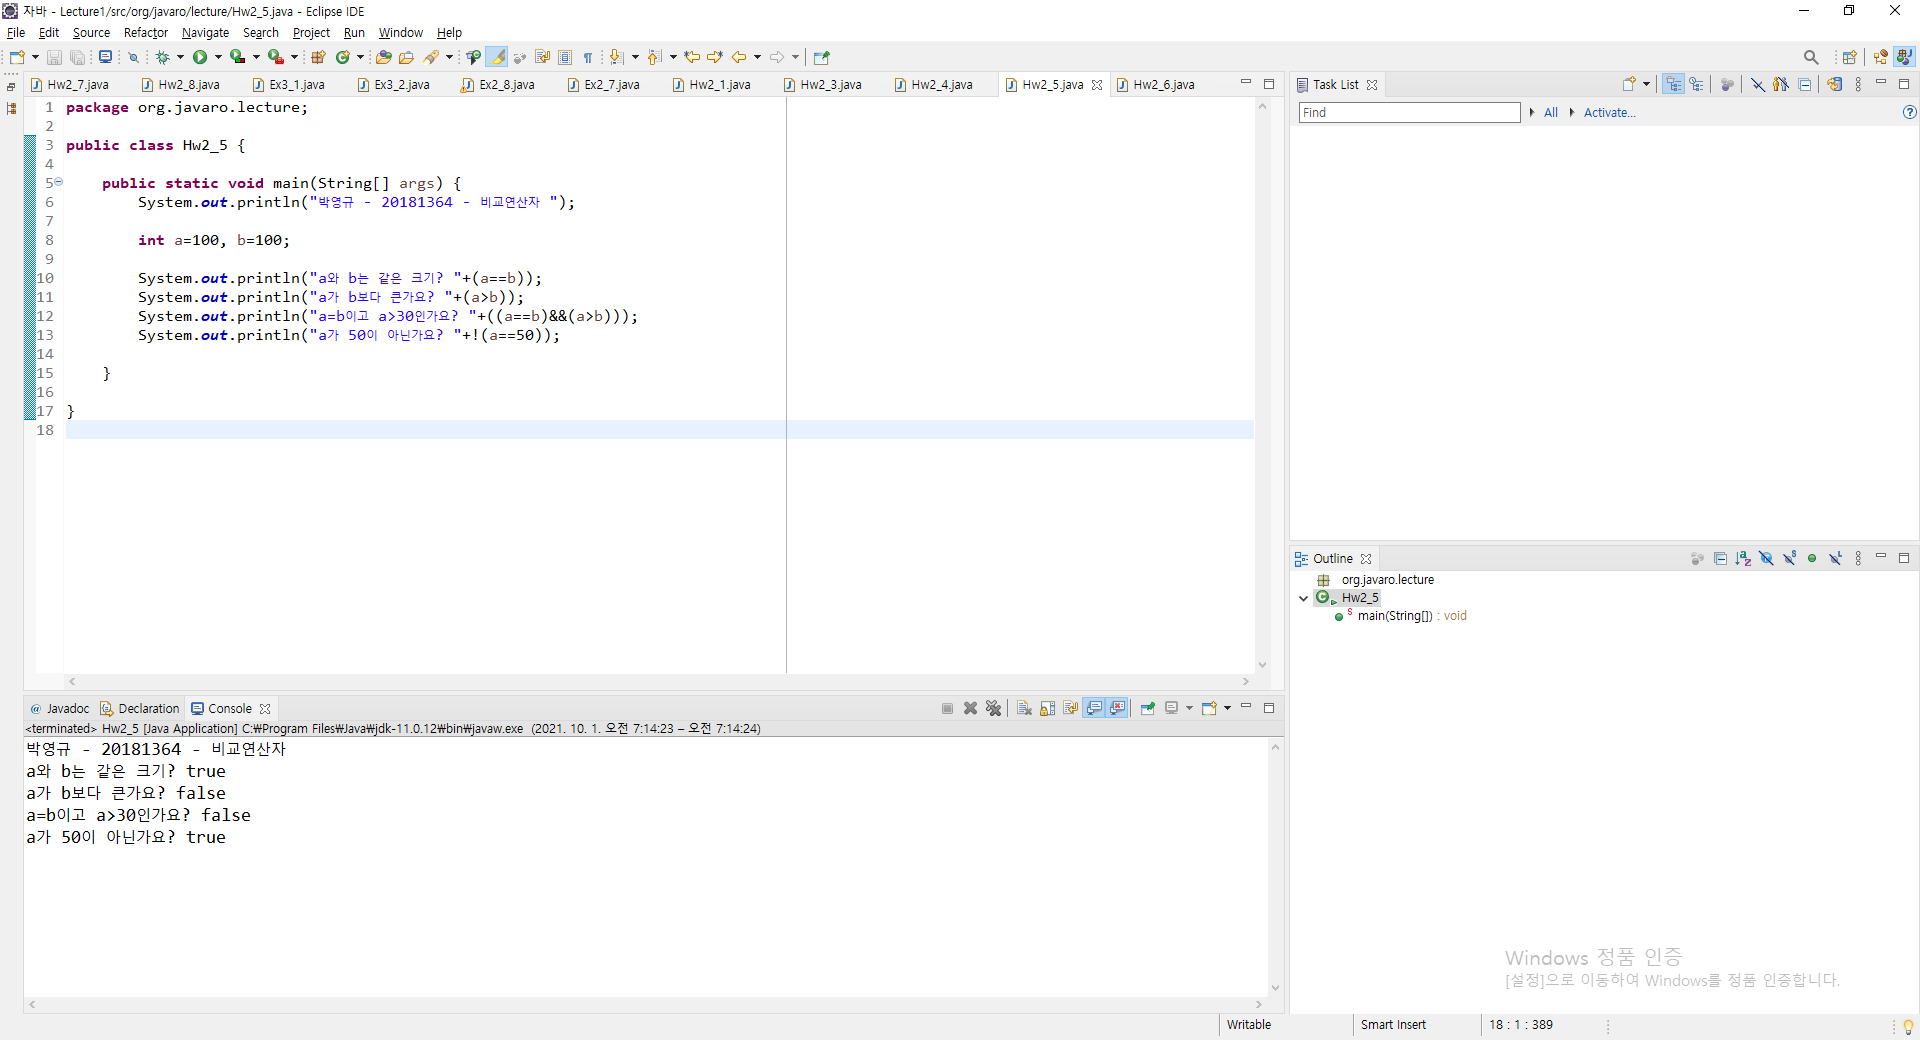 자바 - Lecture1/src/org/javaro/lecture/Hw2_5.java - Eclipse IDE
File Edit Source Refactor Navigate Search Project Run Window Help
Hw2_7.java Hw2_8.java Ex3_1.java Ex3_2.java Ex2_8.java Ex2_7.java Hw2_1.java Hw2_3.java Hw2_4.java Hw2_5.java Hw2_6.java
1 package org.javaro.lecture;
2
3 public class Hw2_5 {
4
5 public static void main(String[] args) {
6 System.out.println("박영규 - 20181364 - 비교연산자 ");
7
8 int a=100, b=100;
9
10 System.out.println("a와 b는 같은 크기? "+(a==b));
11 System.out.println("a가 b보다 큰가요? "+(a>b));
12 System.out.println("a=b이고 a>30인가요? "+((a==b)&&(a>b)));
13 System.out.println("a가 50이 아닌가요? "+!(a==50));
14
15 }
16
17 }
18
Task List
Find All Activate...
Outline
org.javaro.lecture
Hw2_5
main(String[]) : void
Javadoc Declaration Console
<terminated> Hw2_5 [Java Application] C:₩Program Files₩Java₩jdk-11.0.12₩bin₩javaw.exe (2021. 10. 1. 오전 7:14:23 – 오전 7:14:24)
박영규 - 20181364 - 비교연산자
a와 b는 같은 크기? true
a가 b보다 큰가요? false
a=b이고 a>30인가요? false
a가 50이 아닌가요? true
Windows 정품 인증
[설정]으로 이동하여 Windows를 정품 인증합니다.
Writable Smart Insert 18 : 1 : 389